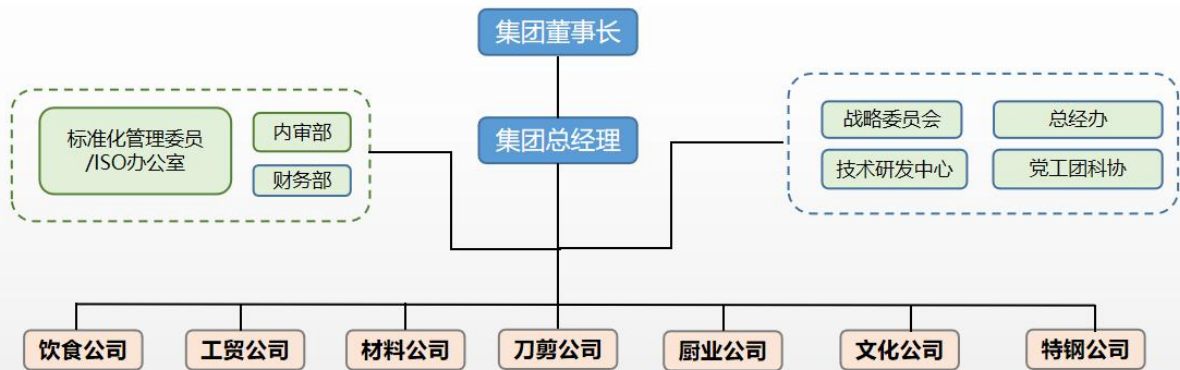 集团董事长
标准化管理委员
/ISO办公室
内审部
财务部
集团总经理
战略委员会
总经办
技术研发中心
党工团科协
饮食公司
工贸公司
材料公司
刀剪公司
厨业公司
文化公司
特钢公司